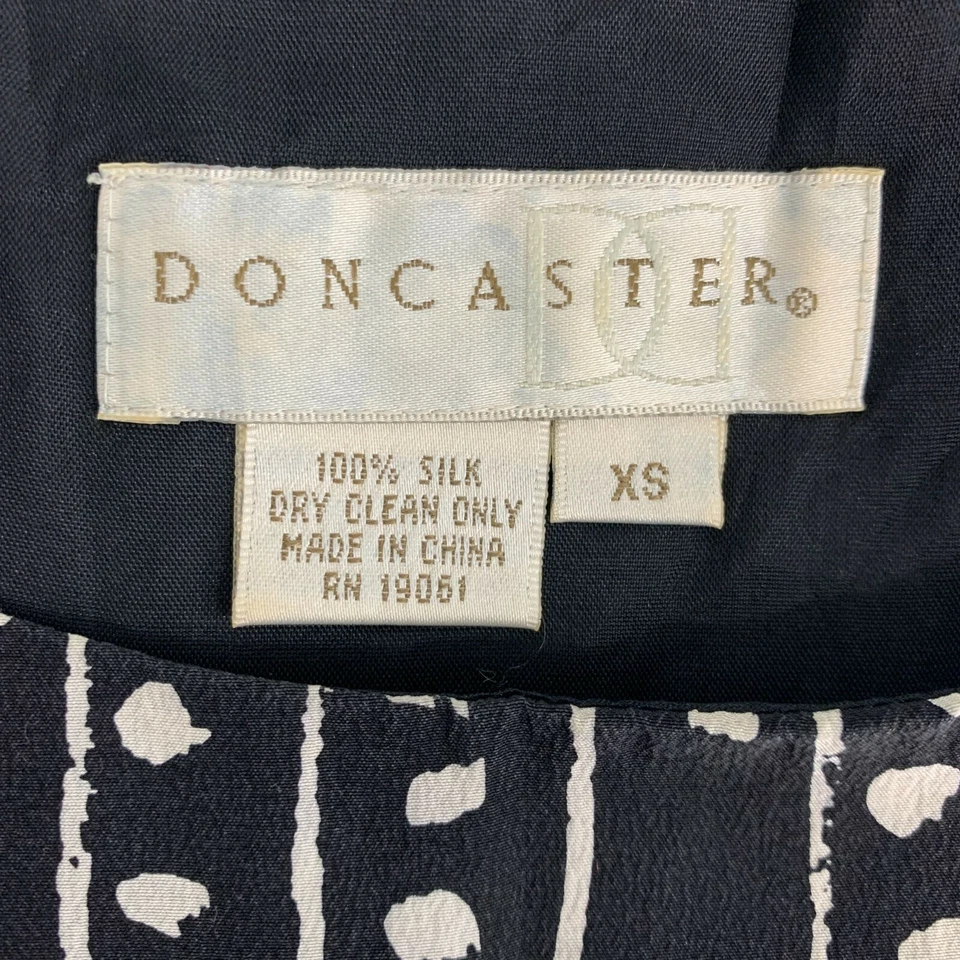 DONCASTER®
100% SILK
DRY CLEAN ONLY
MADE IN CHINA
RN 19061
XS